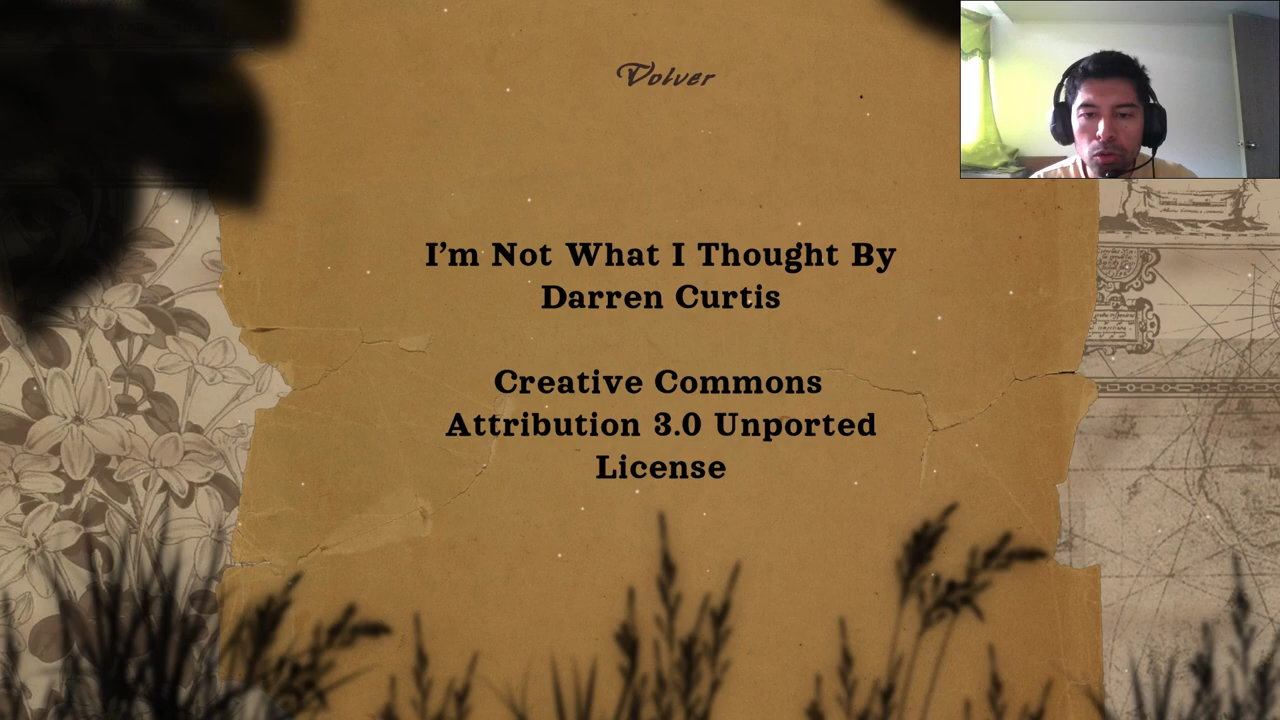 Volver
I'm Not What I Thought By
Darren Curtis
Creative Commons
Attribution 3.0 Unported
License